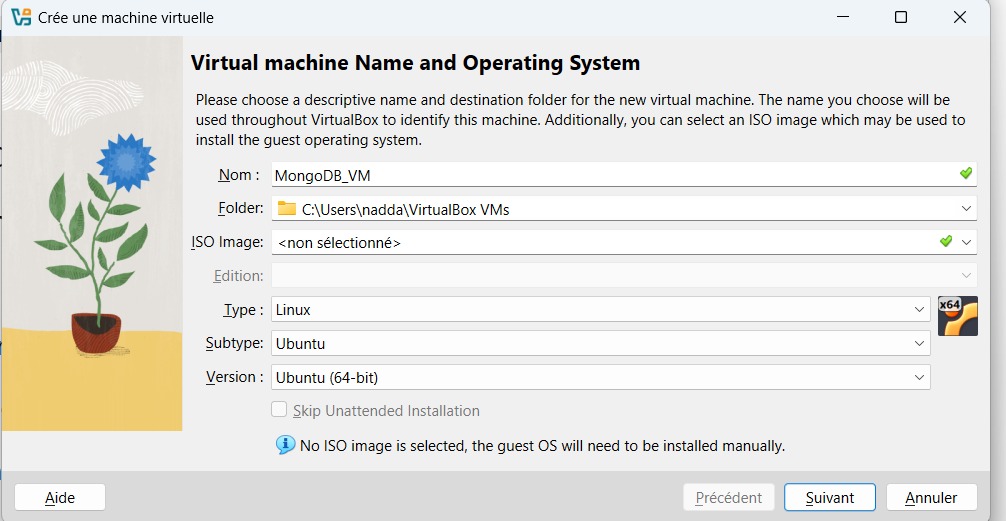 Crée une machine virtuelle
Virtual machine Name and Operating System
Please choose a descriptive name and destination folder for the new virtual machine. The name you choose will be
used throughout VirtualBox to identify this machine. Additionally, you can select an ISO image which may be used to
install the guest operating system.
Nom : MongoDB_VM
Folder: C:\Users\nadda\VirtualBox VMs
ISO Image: <non sélectionné>
Edition:
Type : Linux
x64
Subtype: Ubuntu
Version : Ubuntu (64-bit)
Skip Unattended Installation
No ISO image is selected, the guest OS will need to be installed manually.
Aide Précédent Suivant Annuler